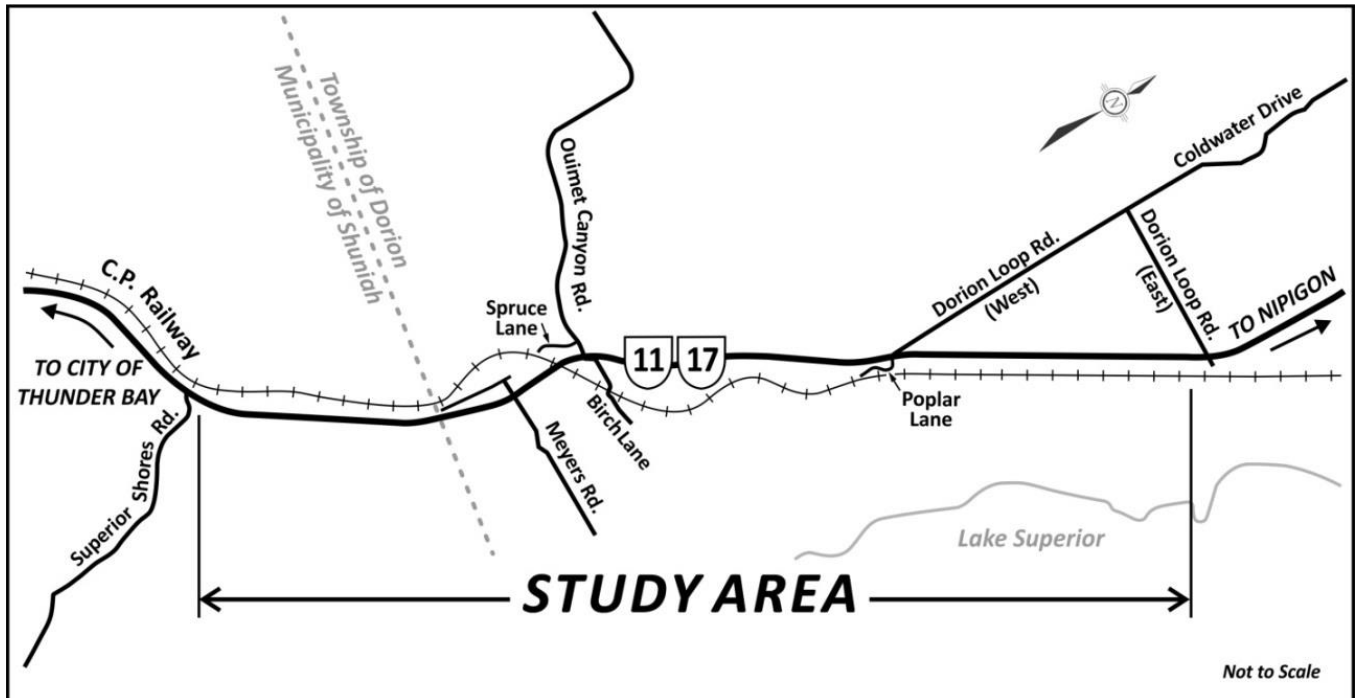 Township of Dorion
Municipality of Shuniah
N
Coldwater Drive
Ouimet Canyon Rd.
Dorion Loop Rd.
(West)
Dorion Loop Rd.
(East)
C.P. Railway
Spruce
Lane
11 17
TO NIPIGON
TO CITY OF
THUNDER BAY
Poplar
Lane
Birch Lane
Meyers Rd.
Superior Shores Rd.
Lake Superior
STUDY AREA
Not to Scale